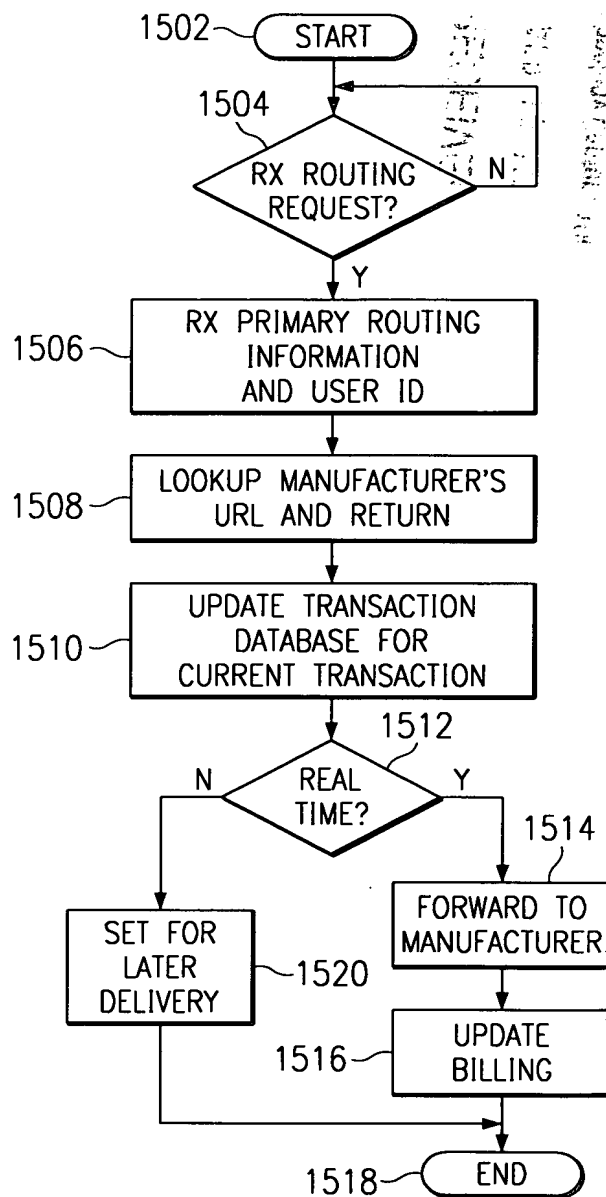 1502
START
1504
RX ROUTING
REQUEST?
N
Y
1506
RX PRIMARY ROUTING
INFORMATION
AND USER ID
1508
LOOKUP MANUFACTURER'S
URL AND RETURN
1510
UPDATE TRANSACTION
DATABASE FOR
CURRENT TRANSACTION
1512
N
REAL
TIME?
Y
1514
SET FOR
LATER
DELIVERY
1520
FORWARD TO
MANUFACTURER
1516
UPDATE
BILLING
1518
END